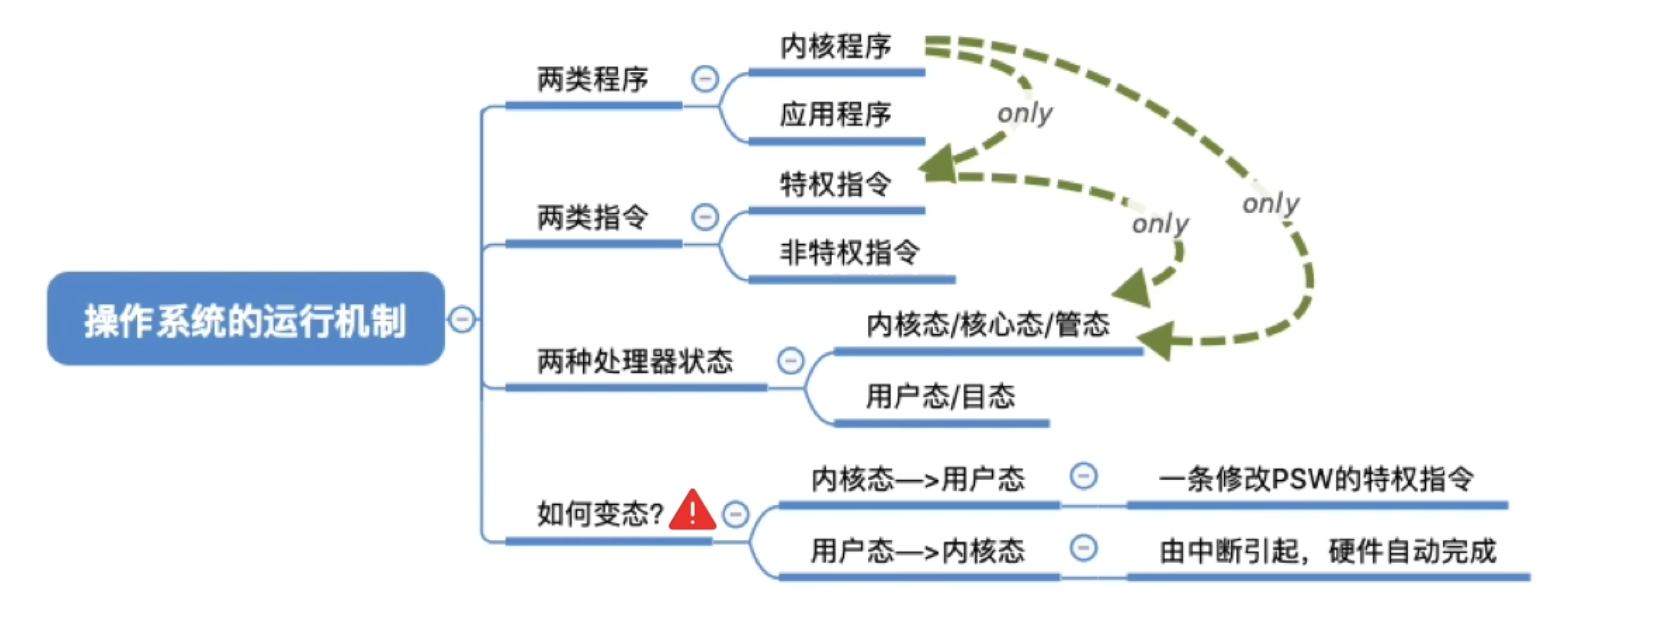 内核程序
两类程序
应用程序
only
特权指令
两类指令
only
only
非特权指令
操作系统的运行机制
内核态/核心态/管态
两种处理器状态
用户态/目态
内核态—>用户态
一条修改PSW的特权指令
如何变态?
用户态—>内核态
由中断引起，硬件自动完成